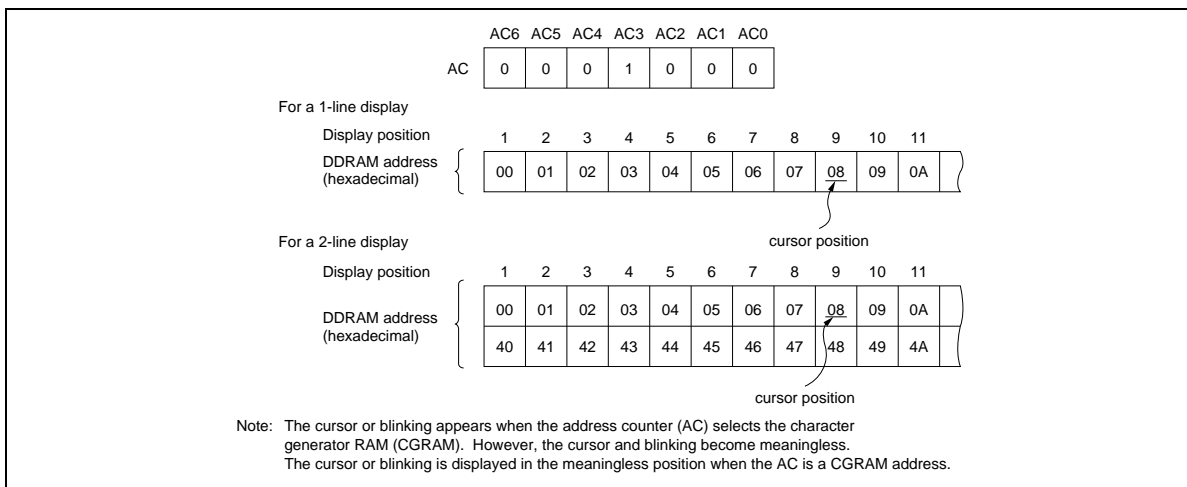 AC6 AC5 AC4 AC3 AC2 AC1 AC0
AC 0 0 0 1 0 0 0
For a 1-line display
Display position 1 2 3 4 5 6 7 8 9 10 11
DDRAM address
(hexadecimal)
00 01 02 03 04 05 06 07 08 09 0A
cursor position
For a 2-line display
Display position 1 2 3 4 5 6 7 8 9 10 11
DDRAM address
(hexadecimal)
00 01 02 03 04 05 06 07 08 09 0A
40 41 42 43 44 45 46 47 48 49 4A
cursor position
Note: The cursor or blinking appears when the address counter (AC) selects the character
generator RAM (CGRAM). However, the cursor and blinking become meaningless.
The cursor or blinking is displayed in the meaningless position when the AC is a CGRAM address.